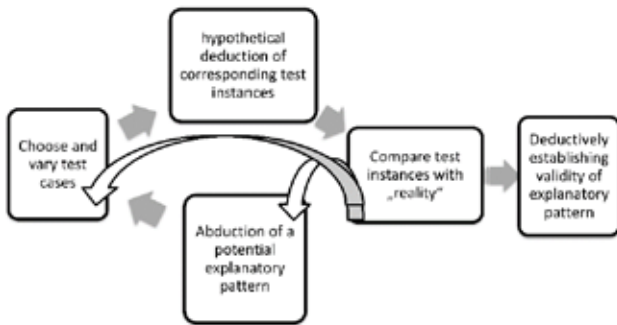 hypothetical
deduction of
corresponding test
instances
Choose and
vary test
cases
Compare test
instances with
„reality“
Deductively
establishing
validity of
explanatory
pattern
Abduction of a
potential
explanatory
pattern